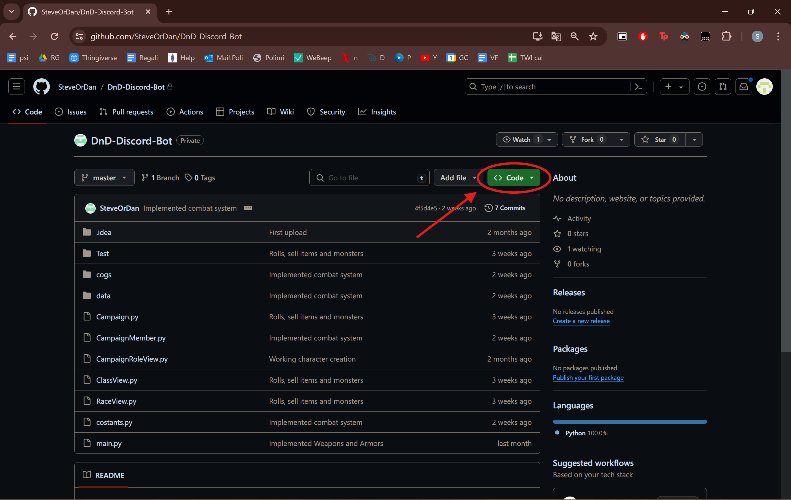 SteveOrDan/DnD-Discord-Bot
github.com/SteveOrDan/DnD-Discord-Bot
psi RG Thingiverse Regali Help Mail Poli Polimi WeBeep n D P Y GC VF TWI cal
SteveOrDan / DnD-Discord-Bot
Type / to search
Code Issues Pull requests Actions Projects Wiki Security Insights
DnD-Discord-Bot Private
Watch 1 Fork 0 Star 0
master 1 Branch 0 Tags Go to file t Add file Code
SteveOrDan Implemented combat system 2 weeks ago 7 Commits
.idea First upload 2 months ago
Test Rolls, sell items and monsters 3 weeks ago
cogs Implemented combat system 2 weeks ago
data Implemented combat system 2 weeks ago
Campaign.py Rolls, sell items and monsters 3 weeks ago
CampaignMember.py Implemented combat system 2 weeks ago
CampaignRoleView.py Working character creation 2 months ago
ClassView.py Rolls, sell items and monsters 3 weeks ago
RaceView.py Rolls, sell items and monsters 3 weeks ago
costants.py Implemented combat system 2 weeks ago
main.py Implemented Weapons and Armors last month
README
About
No description, website, or topics provided.
Activity
0 stars
1 watching
0 forks
Releases
No releases published
Create a new release
Packages
No packages published
Publish your first package
Languages
Python 100.0%
Suggested workflows
Based on your tech stack